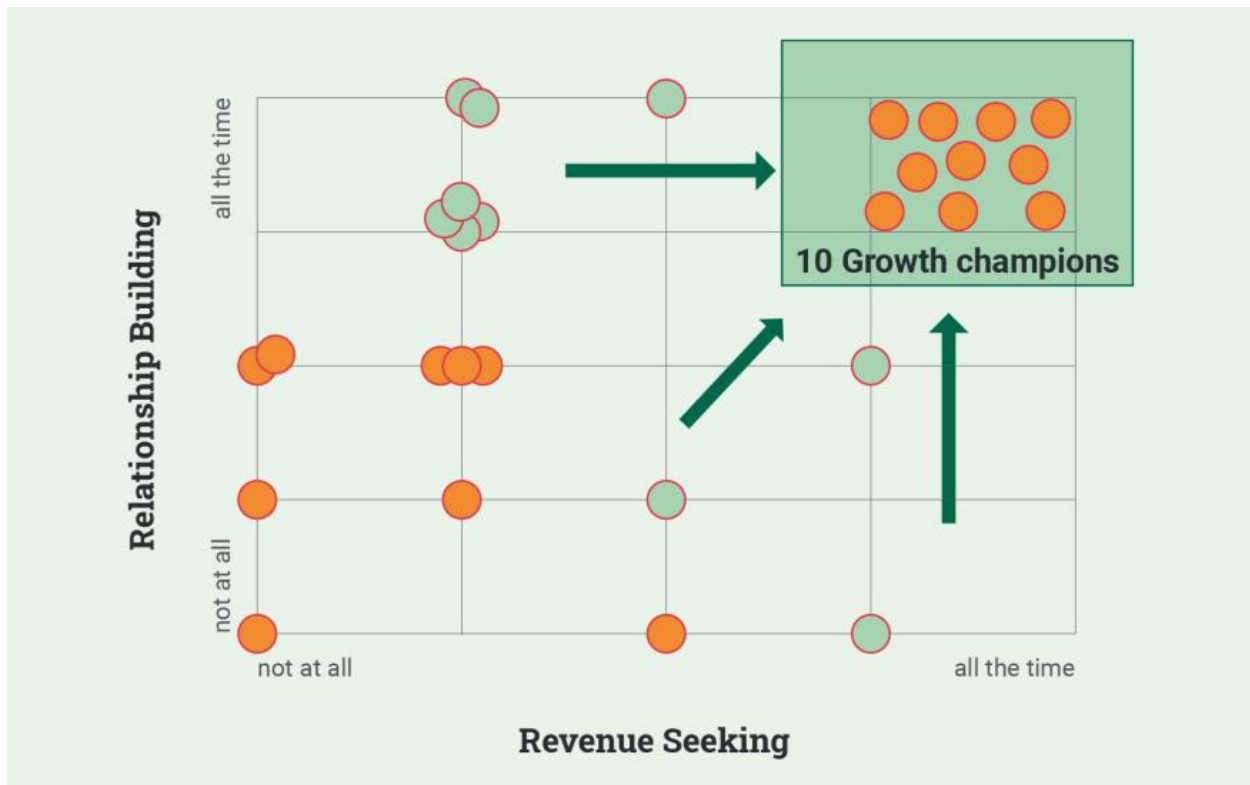 all the time
Relationship Building
10 Growth champions
not at all
not at all
all the time
Revenue Seeking